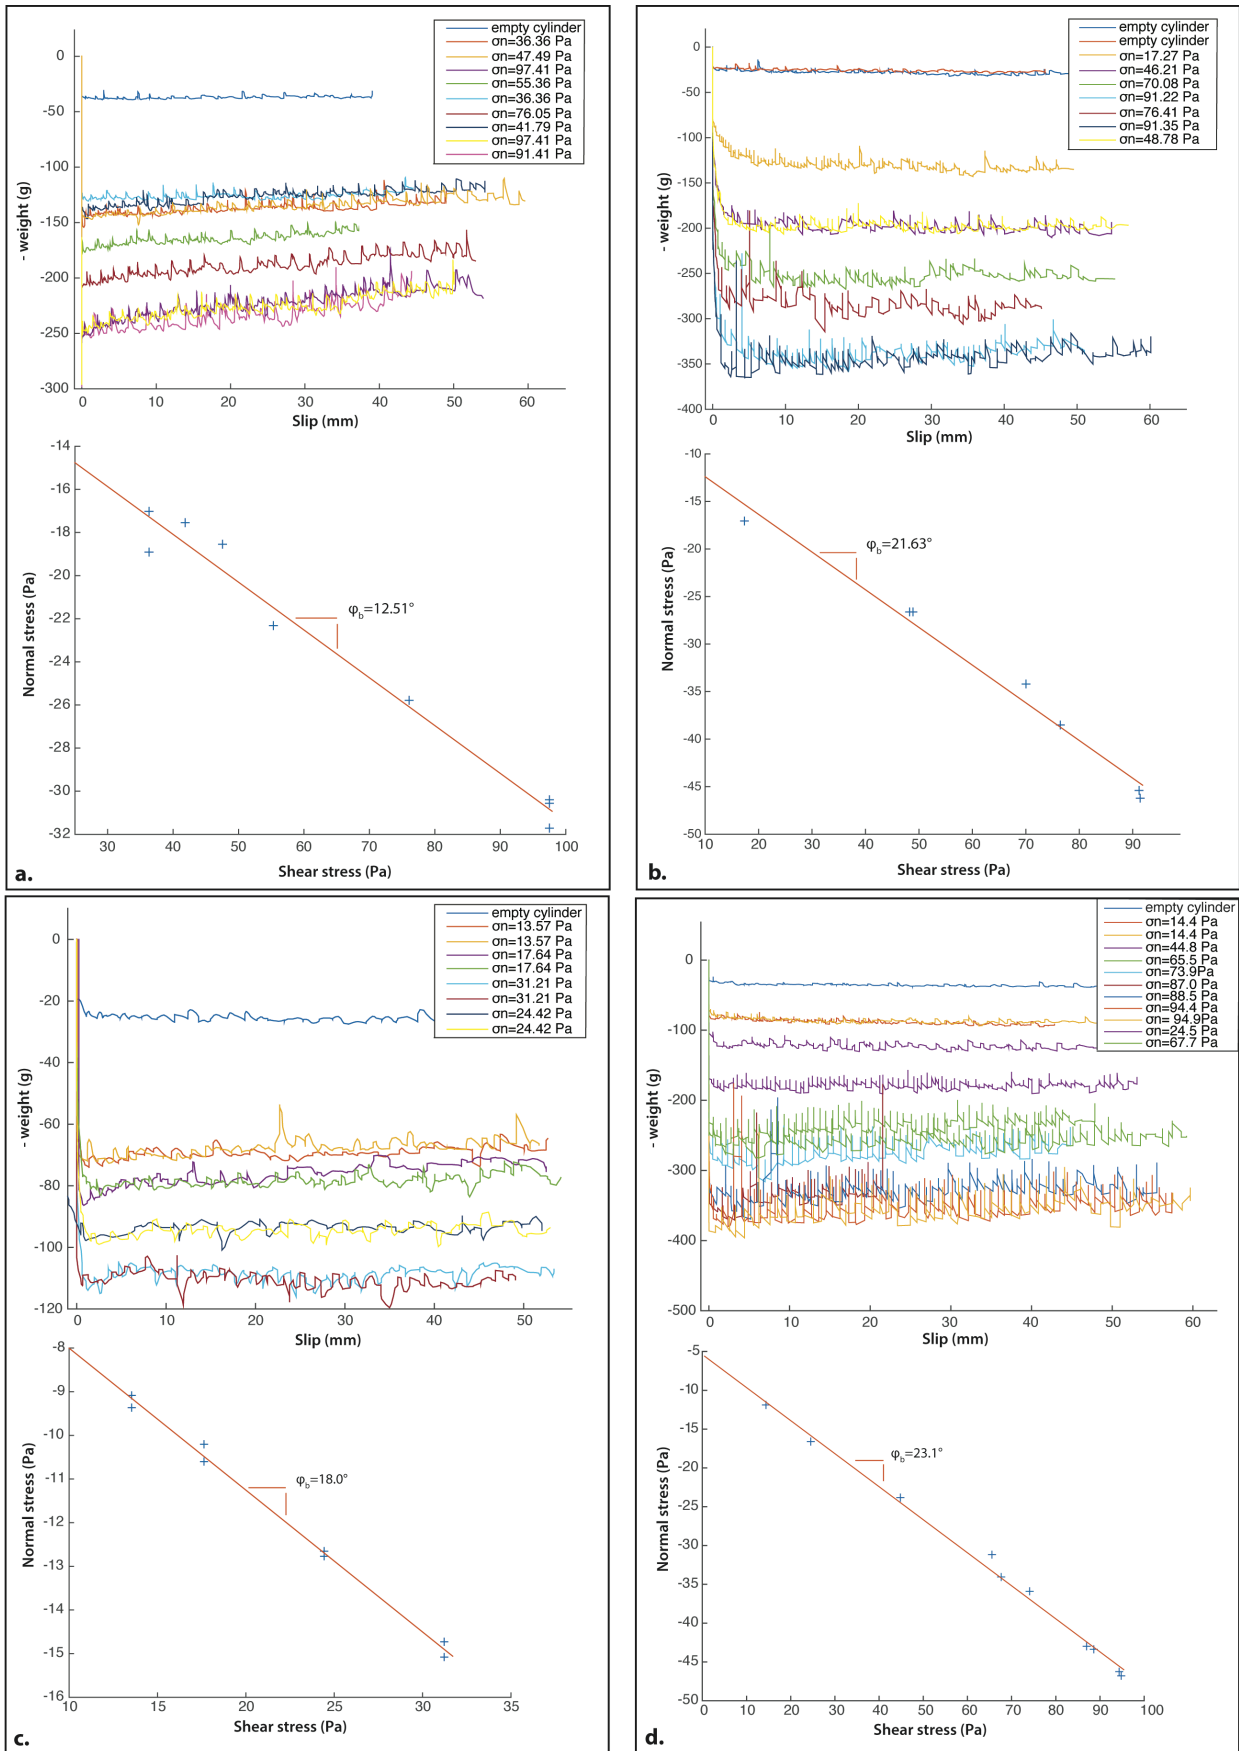 empty cylinder
σn=36.36 Pa
σn=47.49 Pa
σn=97.41 Pa
σn=55.36 Pa
σn=36.36 Pa
σn=76.05 Pa
σn=41.79 Pa
σn=97.41 Pa
σn=91.41 Pa
0
-50
-100
-150
-200
-250
-300
- weight (g)
0 10 20 30 40 50 60
Slip (mm)
-14
-16
-18
-20
-22
-24
-26
-28
-30
-32
Normal stress (Pa)
φb=12.51°
30 40 50 60 70 80 90 100
Shear stress (Pa)
a.
empty cylinder
empty cylinder
σn=17.27 Pa
σn=46.21 Pa
σn=70.08 Pa
σn=91.22 Pa
σn=76.41 Pa
σn=91.35 Pa
σn=48.78 Pa
0
-50
-100
-150
-200
-250
-300
-350
-400
- weight (g)
0 10 20 30 40 50 60
Slip (mm)
-10
-15
-20
-25
-30
-35
-40
-45
-50
Normal stress (Pa)
φb=21.63°
10 20 30 40 50 60 70 80 90
Shear stress (Pa)
b.
empty cylinder
σn=13.57 Pa
σn=13.57 Pa
σn=17.64 Pa
σn=17.64 Pa
σn=31.21 Pa
σn=31.21 Pa
σn=24.42 Pa
σn=24.42 Pa
0
-20
-40
-60
-80
-100
-120
- weight (g)
0 10 20 30 40 50
Slip (mm)
-8
-9
-10
-11
-12
-13
-14
-15
-16
Normal stress (Pa)
φb=18.0°
10 15 20 25 30 35
Shear stress (Pa)
c.
empty cylinder
σn=14.4 Pa
σn=14.4 Pa
σn=44.8 Pa
σn=65.5 Pa
σn=73.9Pa
σn=87.0 Pa
σn=88.5 Pa
σn=94.4 Pa
σn=94.9Pa
σn=24.5 Pa
σn=67.7 Pa
0
-100
-200
-300
-400
-500
- weight (g)
0 10 20 30 40 50 60
Slip (mm)
-5
-10
-15
-20
-25
-30
-35
-40
-45
-50
Normal stress (Pa)
φb=23.1°
0 10 20 30 40 50 60 70 80 90 100
Shear stress (Pa)
d.